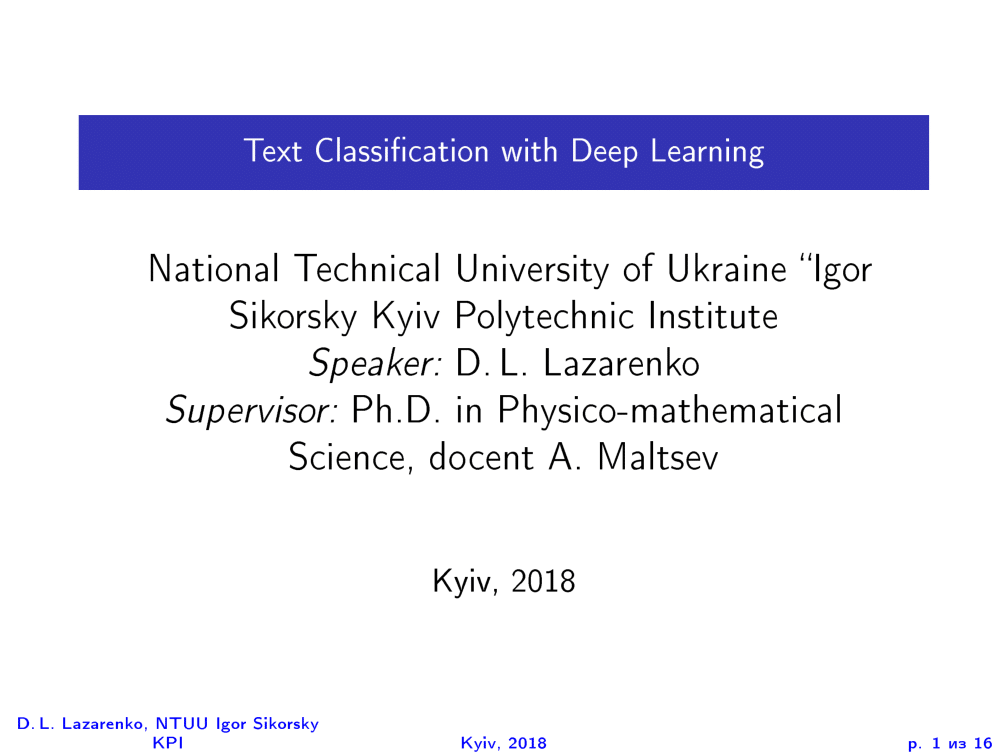 Text Classification with Deep Learning
National Technical University of Ukraine “Igor
Sikorsky Kyiv Polytechnic Institute
Speaker: D. L. Lazarenko
Supervisor: Ph.D. in Physico-mathematical
Science, docent A. Maltsev
Kyiv, 2018
D. L. Lazarenko, NTUU Igor Sikorsky
KPI
Kyiv, 2018
p. 1 из 16